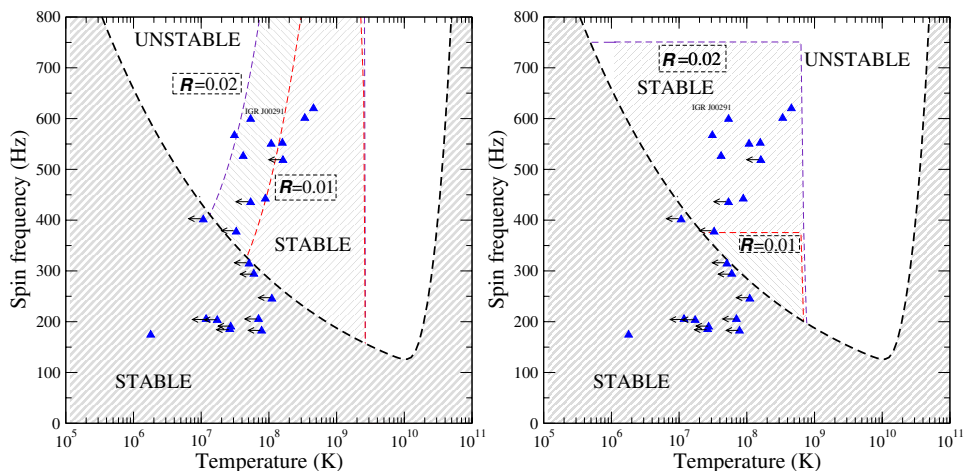 800
700
600
500
400
300
200
100
0
Spin frequency (Hz)
UNSTABLE
R=0.02
IGR J00291
R=0.01
STABLE
STABLE
10^5 10^6 10^7 10^8 10^9 10^10 10^11
Temperature (K)
800
700
600
500
400
300
200
100
0
Spin frequency (Hz)
R=0.02
UNSTABLE
STABLE
IGR J00291
R=0.01
STABLE
10^5 10^6 10^7 10^8 10^9 10^10 10^11
Temperature (K)